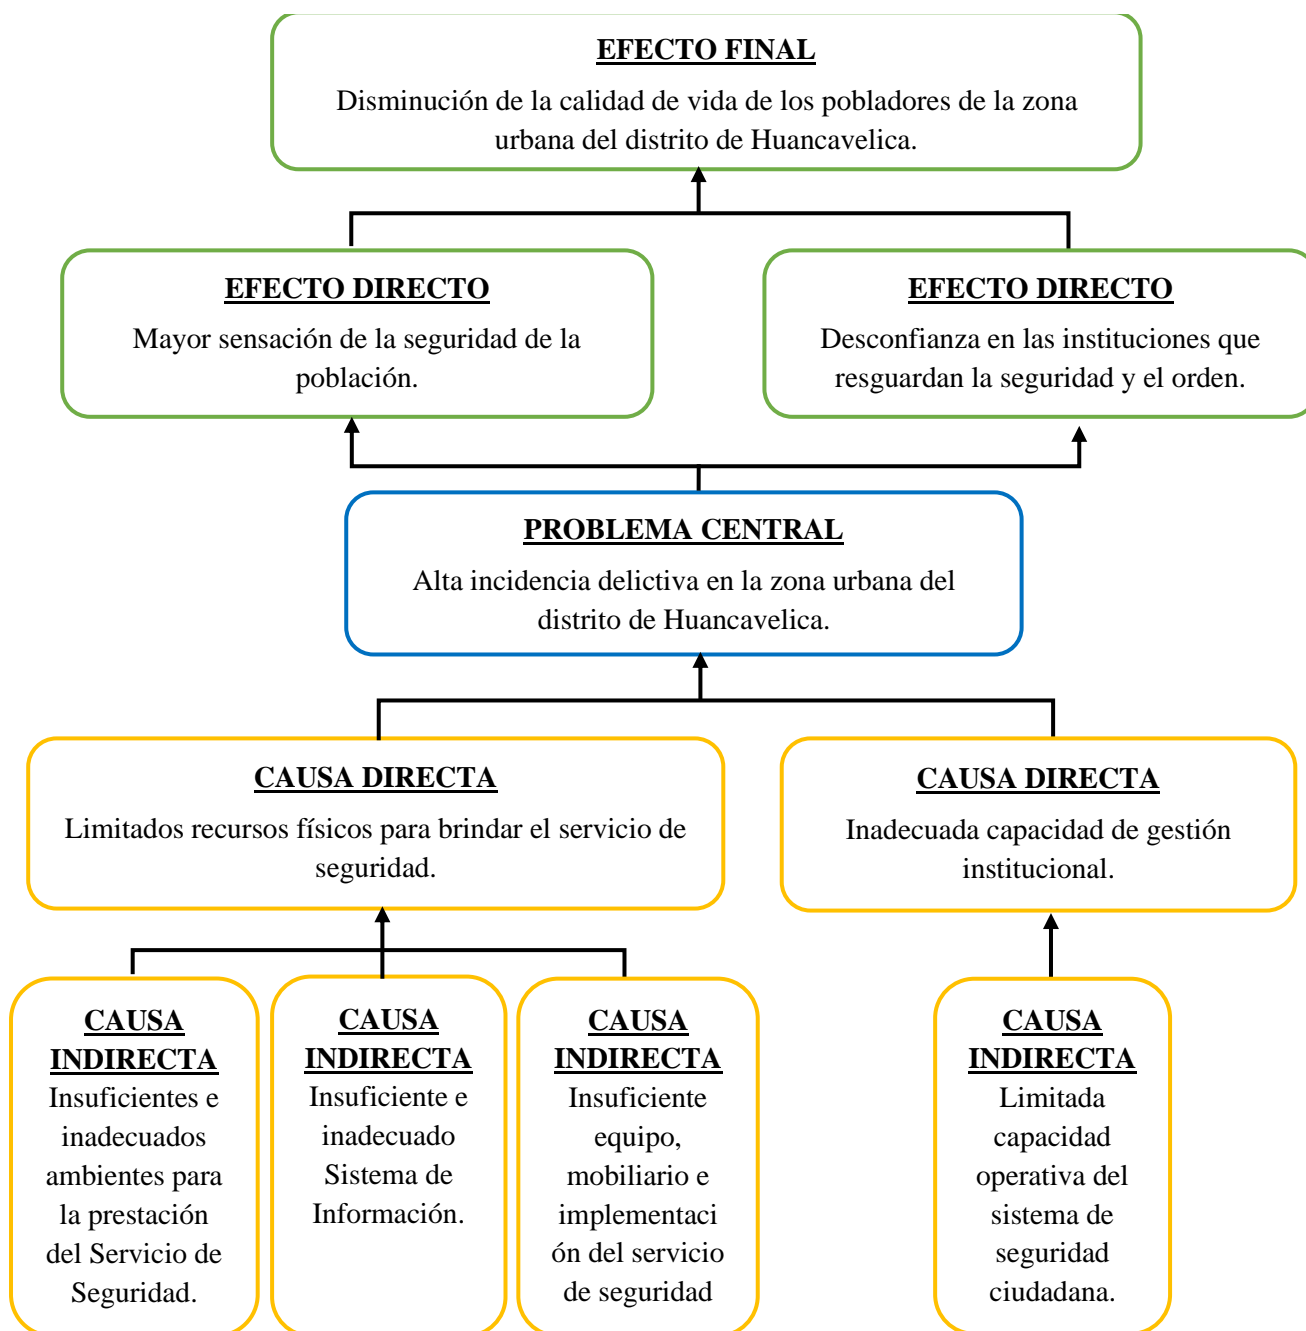 EFECTO FINAL
Disminución de la calidad de vida de los pobladores de la zona
urbana del distrito de Huancavelica.
EFECTO DIRECTO
Mayor sensación de la seguridad de la
población.
EFECTO DIRECTO
Desconfianza en las instituciones que
resguardan la seguridad y el orden.
PROBLEMA CENTRAL
Alta incidencia delictiva en la zona urbana del
distrito de Huancavelica.
CAUSA DIRECTA
Limitados recursos físicos para brindar el servicio de
seguridad.
CAUSA DIRECTA
Inadecuada capacidad de gestión
institucional.
CAUSA
INDIRECTA
Insuficientes e
inadecuados
ambientes para
la prestación
del Servicio de
Seguridad.
CAUSA
INDIRECTA
Insuficiente e
inadecuado
Sistema de
Información.
CAUSA
INDIRECTA
Insuficiente
equipo,
mobiliario e
implementaci
ón del servicio
de seguridad
CAUSA
INDIRECTA
Limitada
capacidad
operativa del
sistema de
seguridad
ciudadana.